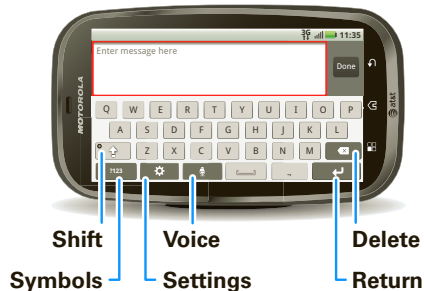 3G 11:35
Enter message here
Done
MOTOROLA
at&t
Q W E R T Y U I O P
A S D F G H J K L
Z X C V B N M
?123 .,
Shift Voice Delete
Symbols Settings Return